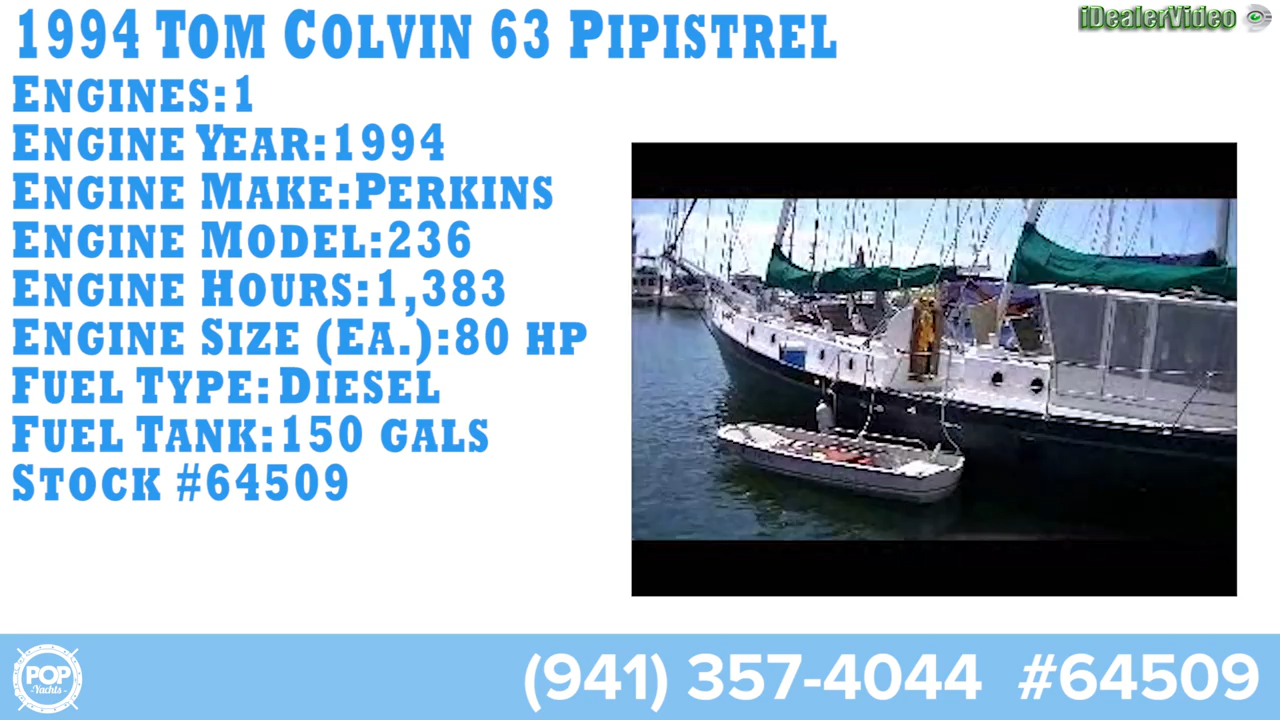 1994 Tom Colvin 63 Pipistrel
iDealerVideo
Engines:1
Engine Year:1994
Engine Make:Perkins
Engine Model:236
Engine Hours:1,383
Engine Size (Ea.):80 hp
Fuel Type:Diesel
Fuel Tank:150 gals
Stock #64509
POP
-Yachts-
(941) 357-4044 #64509